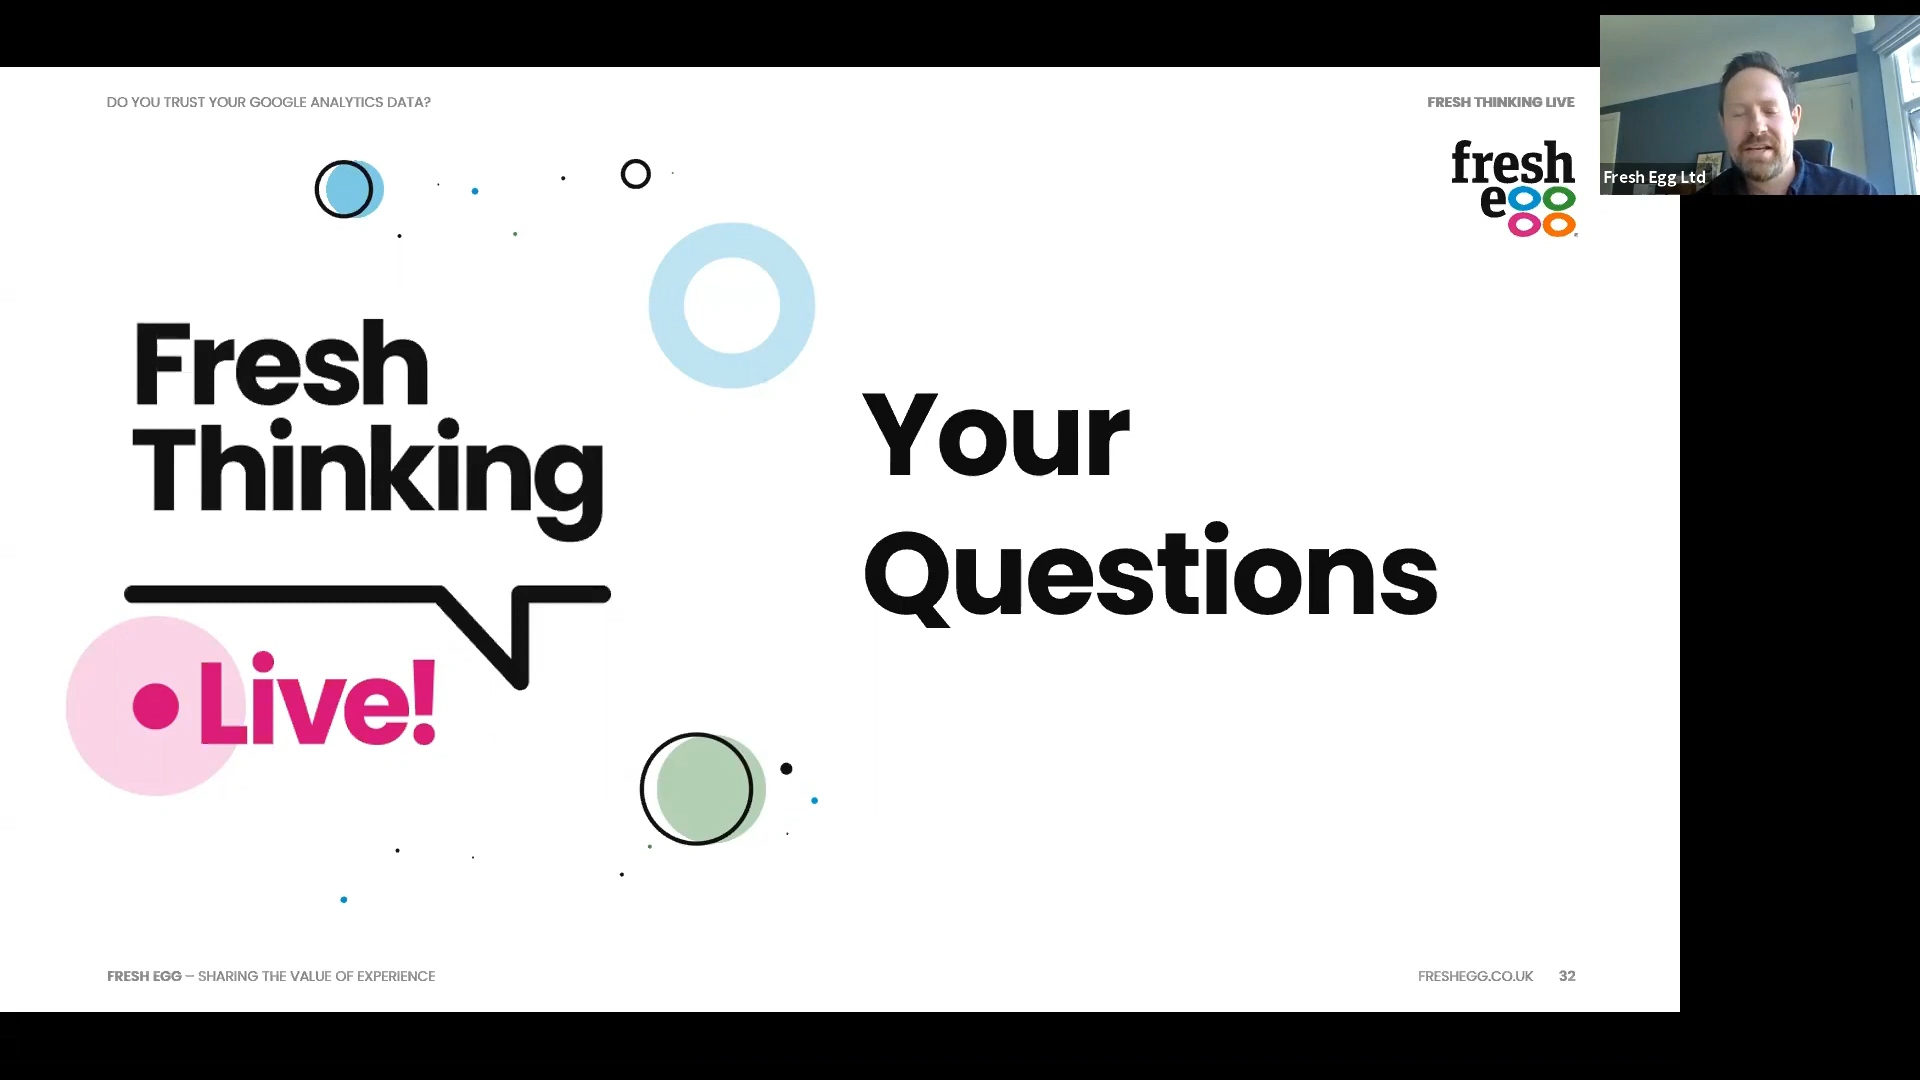 DO YOU TRUST YOUR GOOGLE ANALYTICS DATA?
FRESH THINKING LIVE
fresh
egg
Fresh Egg Ltd
Fresh
Thinking
Live!
Your
Questions
FRESH EGG – SHARING THE VALUE OF EXPERIENCE
FRESHEGG.CO.UK 32